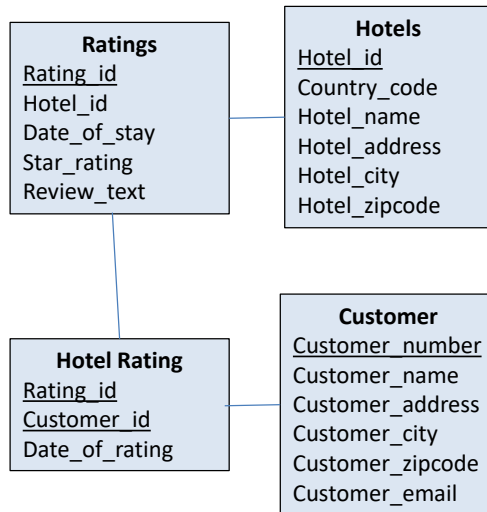 Ratings
Rating_id
Hotel_id
Date_of_stay
Star_rating
Review_text
Hotels
Hotel_id
Country_code
Hotel_name
Hotel_address
Hotel_city
Hotel_zipcode
Hotel Rating
Rating_id
Customer_id
Date_of_rating
Customer
Customer_number
Customer_name
Customer_address
Customer_city
Customer_zipcode
Customer_email